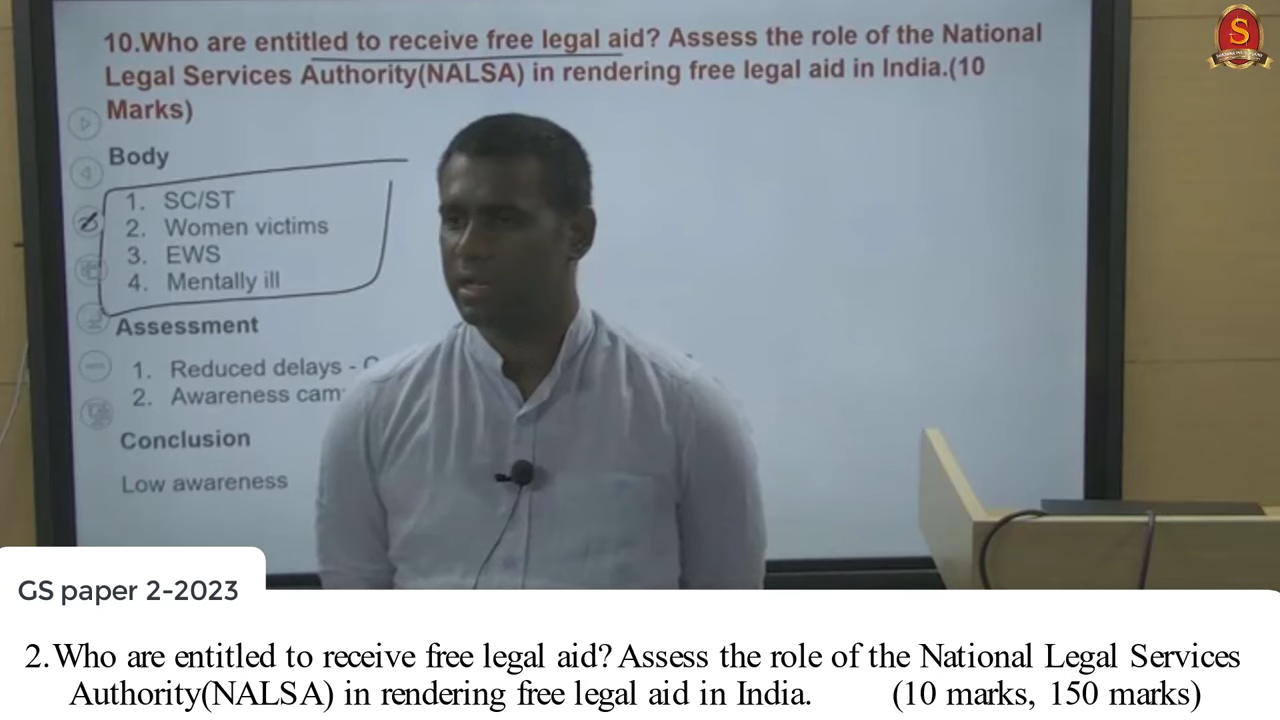 10.Who are entitled to receive free legal aid? Assess the role of the National
Legal Services Authority(NALSA) in rendering free legal aid in India.(10
Marks)
Body
1. SC/ST
2. Women victims
3. EWS
4. Mentally ill
Assessment
1. Reduced delays -
2. Awareness cam
Conclusion
Low awareness
S
GS paper 2-2023
2.Who are entitled to receive free legal aid? Assess the role of the National Legal Services
Authority(NALSA) in rendering free legal aid in India. (10 marks, 150 marks)